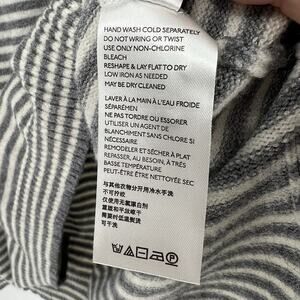 HAND WASH COLD SEPARATELY
DO NOT WRING OR TWIST
USE ONLY NON-CHLORINE
BLEACH
RESHAPE & LAY FLAT TO DRY
LOW IRON AS NEEDED
MAY BE DRY CLEANED
LAVER À LA MAIN À L'EAU FROIDE
SÉPARÉMEN
NE PAS TORDRE OU ESSORER
UTILISER UN AGENT DE
BLANCHIMENT SANS CHLORE SI
NÉCESSAIRE
REMODELER ET SÉCHER À PLAT
REPASSER, AU BESOIN, À TRÈS
BASSE TEMPÉRATURE
PEUT-ÊTRE NETTOYÉE SEC
与其他衣物分开用冷水手洗
不可拧绞
仅使用无氯漂白剂
重塑和平放晾干
需要时低温熨烫
可干洗